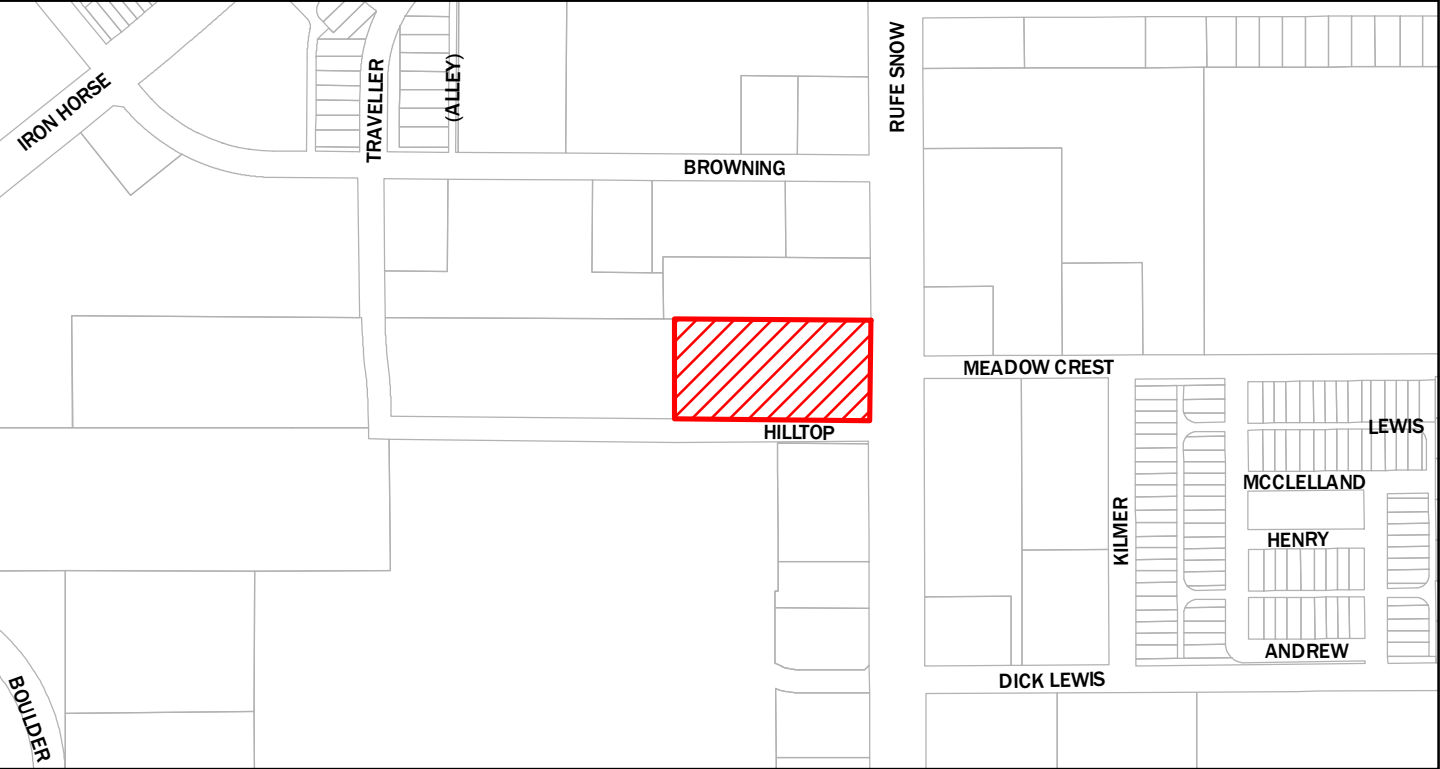 RUFE SNOW
IRON HORSE
TRAVELLER
(ALLEY)
BROWNING
MEADOW CREST
HILLTOP
LEWIS
MCCLELLAND
KILMER
HENRY
ANDREW
DICK LEWIS
BOULDER